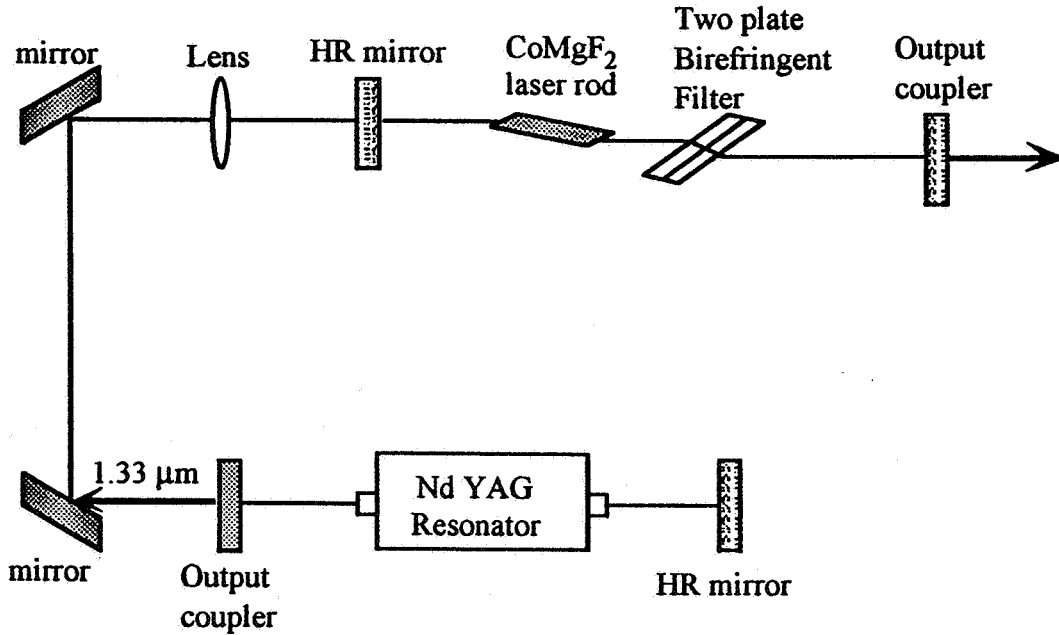 mirror
Lens
HR mirror
CoMgF₂
laser rod
Two plate
Birefringent
Filter
Output
coupler
1.33 µm
mirror
Output
coupler
Nd YAG
Resonator
HR mirror